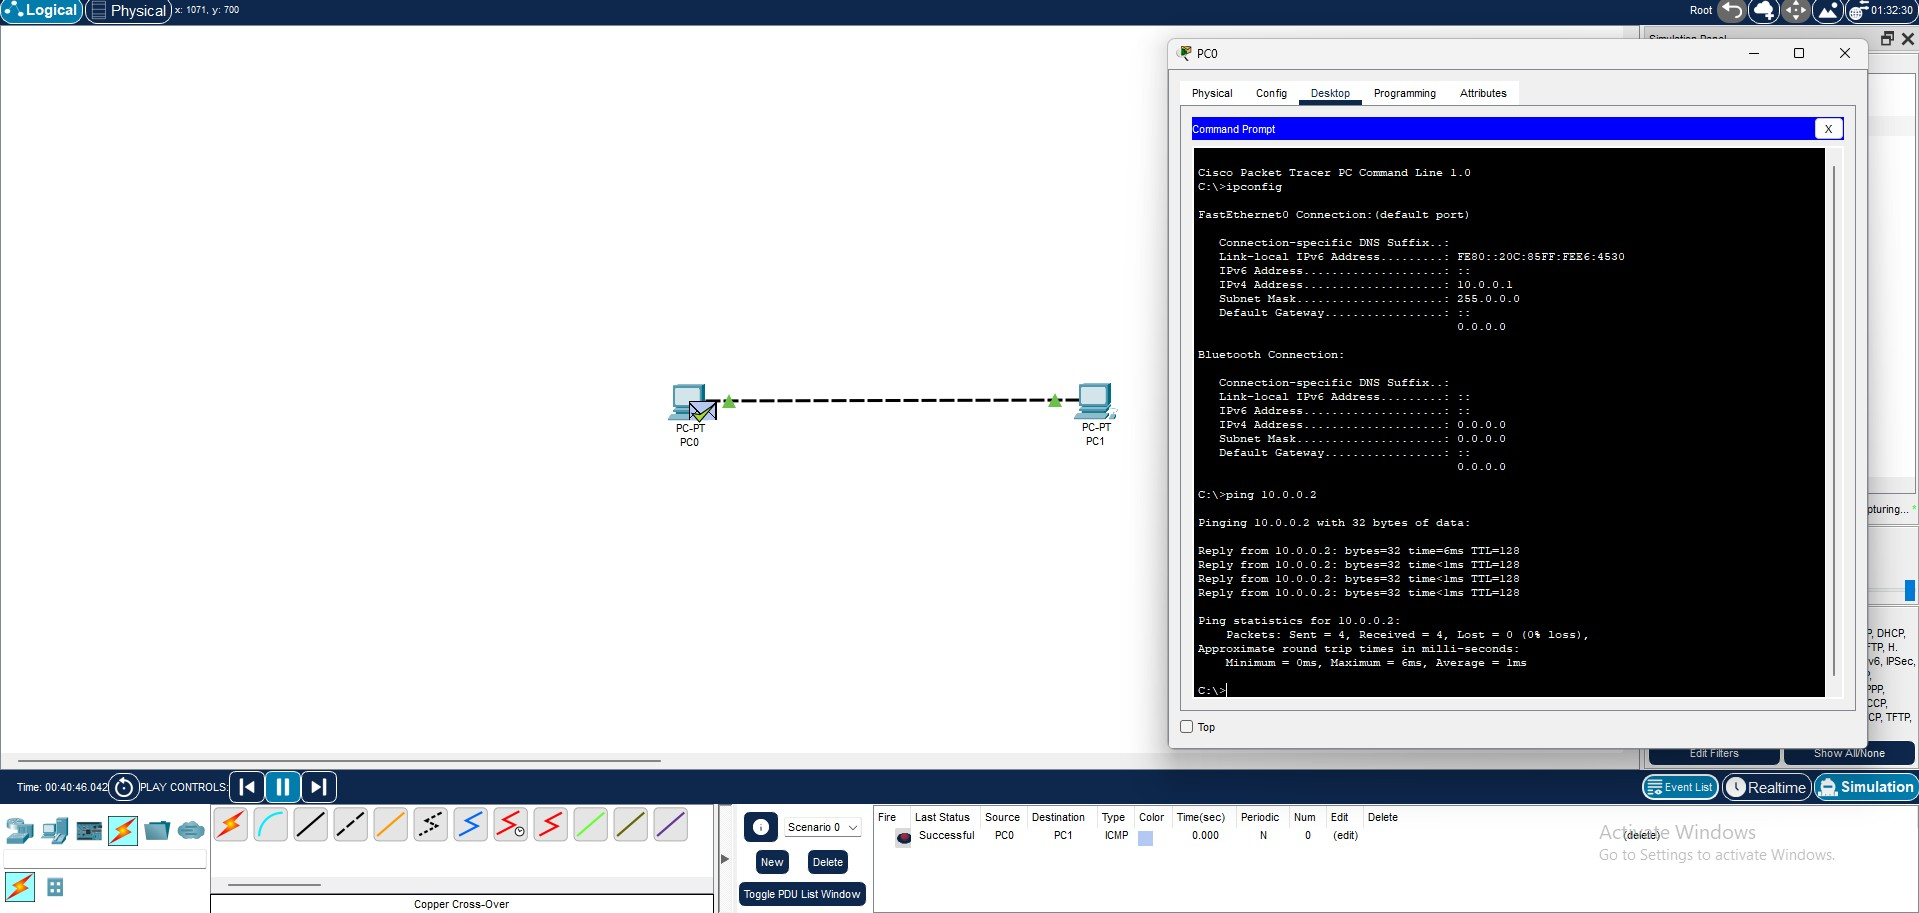 Logical Physical x: 1071, y: 700
Root 01:32:30
PC0
Physical Config Desktop Programming Attributes
Command Prompt X
Cisco Packet Tracer PC Command Line 1.0
C:\>ipconfig
FastEthernet0 Connection:(default port)
Connection-specific DNS Suffix..:
Link-local IPv6 Address.........: FE80::20C:85FF:FEE6:4530
IPv6 Address....................: ::
IPv4 Address....................: 10.0.0.1
Subnet Mask.....................: 255.0.0.0
Default Gateway.................: ::
0.0.0.0
Bluetooth Connection:
Connection-specific DNS Suffix..:
Link-local IPv6 Address.........: ::
IPv6 Address....................: ::
IPv4 Address....................: 0.0.0.0
Subnet Mask.....................: 0.0.0.0
Default Gateway.................: ::
0.0.0.0
C:\>ping 10.0.0.2
Pinging 10.0.0.2 with 32 bytes of data:
Reply from 10.0.0.2: bytes=32 time=6ms TTL=128
Reply from 10.0.0.2: bytes=32 time<1ms TTL=128
Reply from 10.0.0.2: bytes=32 time<1ms TTL=128
Reply from 10.0.0.2: bytes=32 time<1ms TTL=128
Ping statistics for 10.0.0.2:
Packets: Sent = 4, Received = 4, Lost = 0 (0% loss),
Approximate round trip times in milli-seconds:
Minimum = 0ms, Maximum = 6ms, Average = 1ms
C:\>
Top
PC-PT
PC0
PC-PT
PC1
pturing...
P, DHCP,
FTP, H.
v6, IPSec,
PPP,
CCP,
CP, TFTP,
Edit Filters Show All/None
Time: 00:40:46.042 PLAY CONTROLS:
Event List Realtime Simulation
Scenario 0
New Delete
Toggle PDU List Window
Copper Cross-Over
Fire Last Status Source Destination Type Color Time(sec) Periodic Num Edit Delete
Successful PC0 PC1 ICMP 0.000 N 0 (edit) (delete)
Activate Windows
Go to Settings to activate Windows.